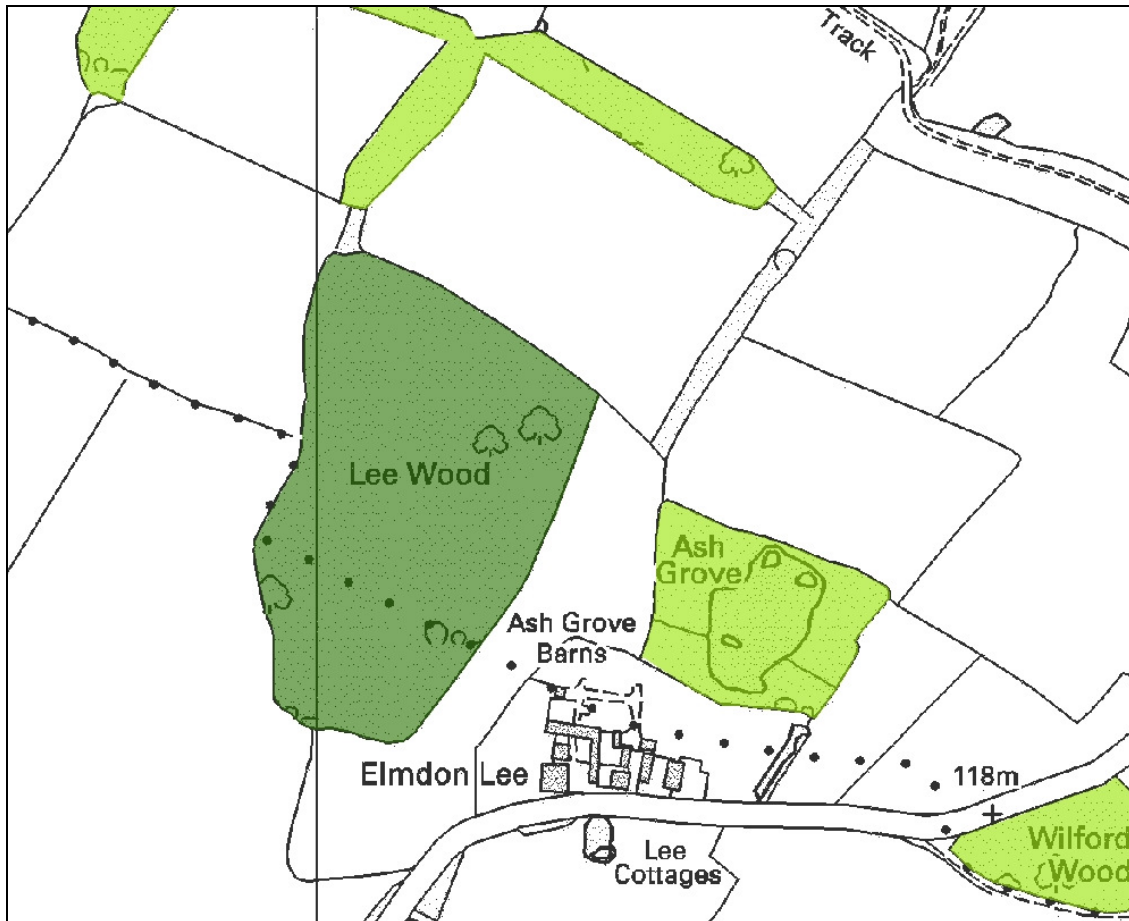 Track
Lee Wood
Ash
Grove
Ash Grove
Barns
Elmdon Lee
118m
Wilford
Wood
Lee
Cottages